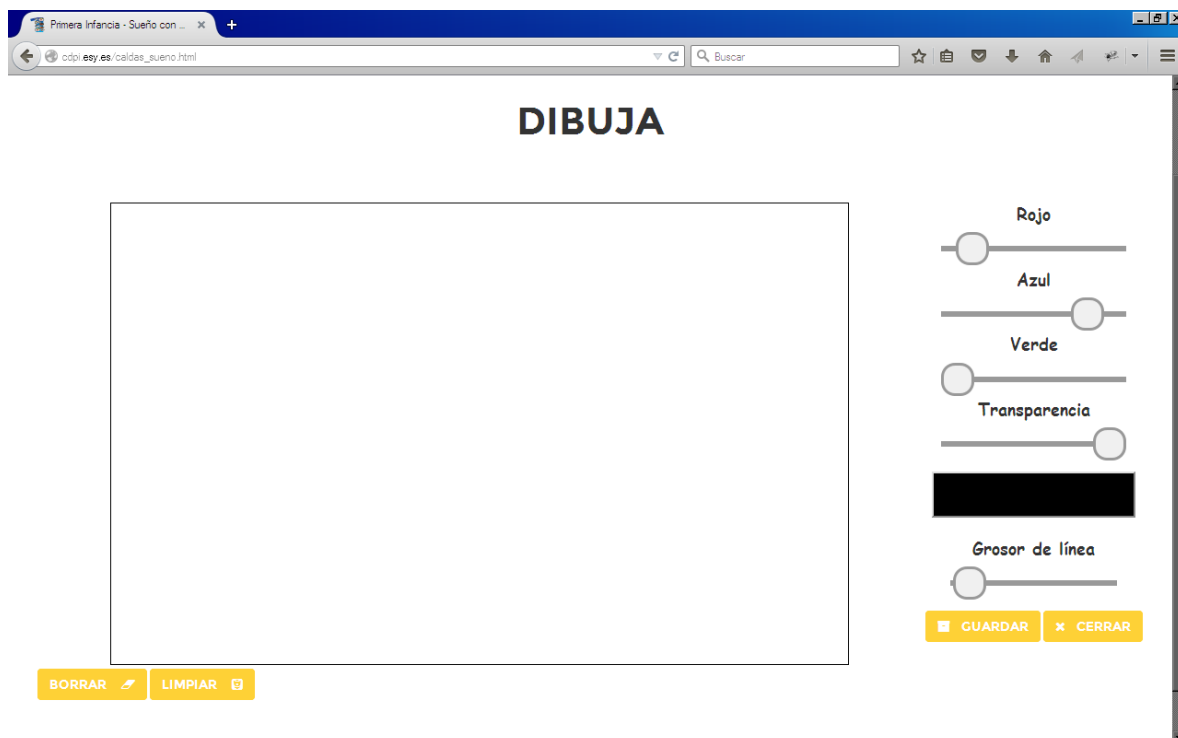 Primera Infancia - Sueño con ...
cdpi.esy.es/caldas_sueno.html
Buscar
DIBUJA
Rojo
Azul
Verde
Transparencia
Grosor de línea
GUARDAR
CERRAR
BORRAR
LIMPIAR